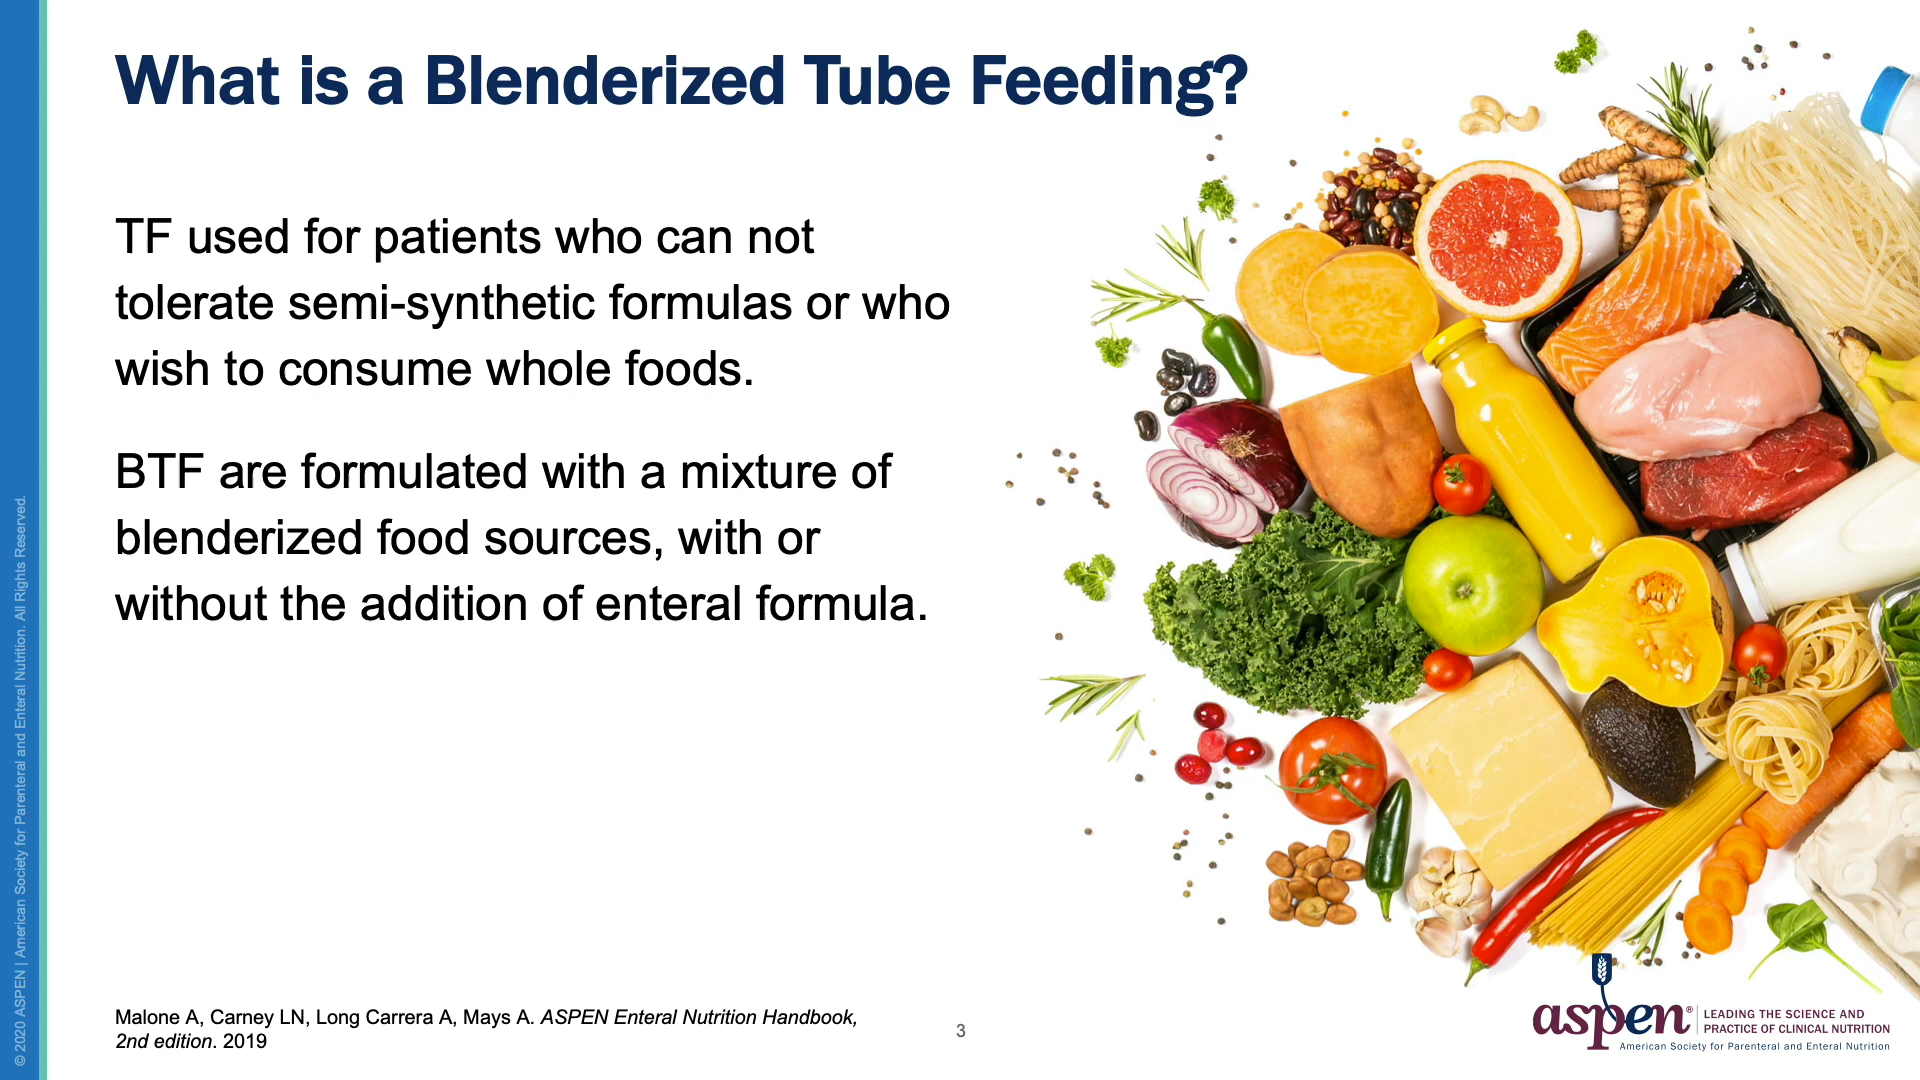 What is a Blenderized Tube Feeding?
TF used for patients who can not
tolerate semi-synthetic formulas or who
wish to consume whole foods.
BTF are formulated with a mixture of
blenderized food sources, with or
without the addition of enteral formula.
Malone A, Carney LN, Long Carrera A, Mays A. ASPEN Enteral Nutrition Handbook,
2nd edition. 2019
3
aspen®
LEADING THE SCIENCE AND
PRACTICE OF CLINICAL NUTRITION
American Society for Parenteral and Enteral Nutrition
© 2020 ASPEN | American Society for Parenteral and Enteral Nutrition. All Rights Reserved.